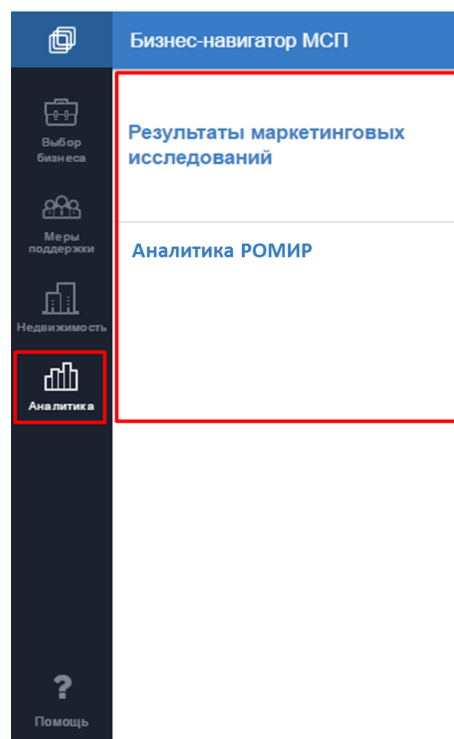 Бизнес-навигатор МСП
Выбор
бизнеса
Меры
поддержки
Недвижимость
Аналитика
?
Помощь
Результаты маркетинговых
исследований
Аналитика РОМИР